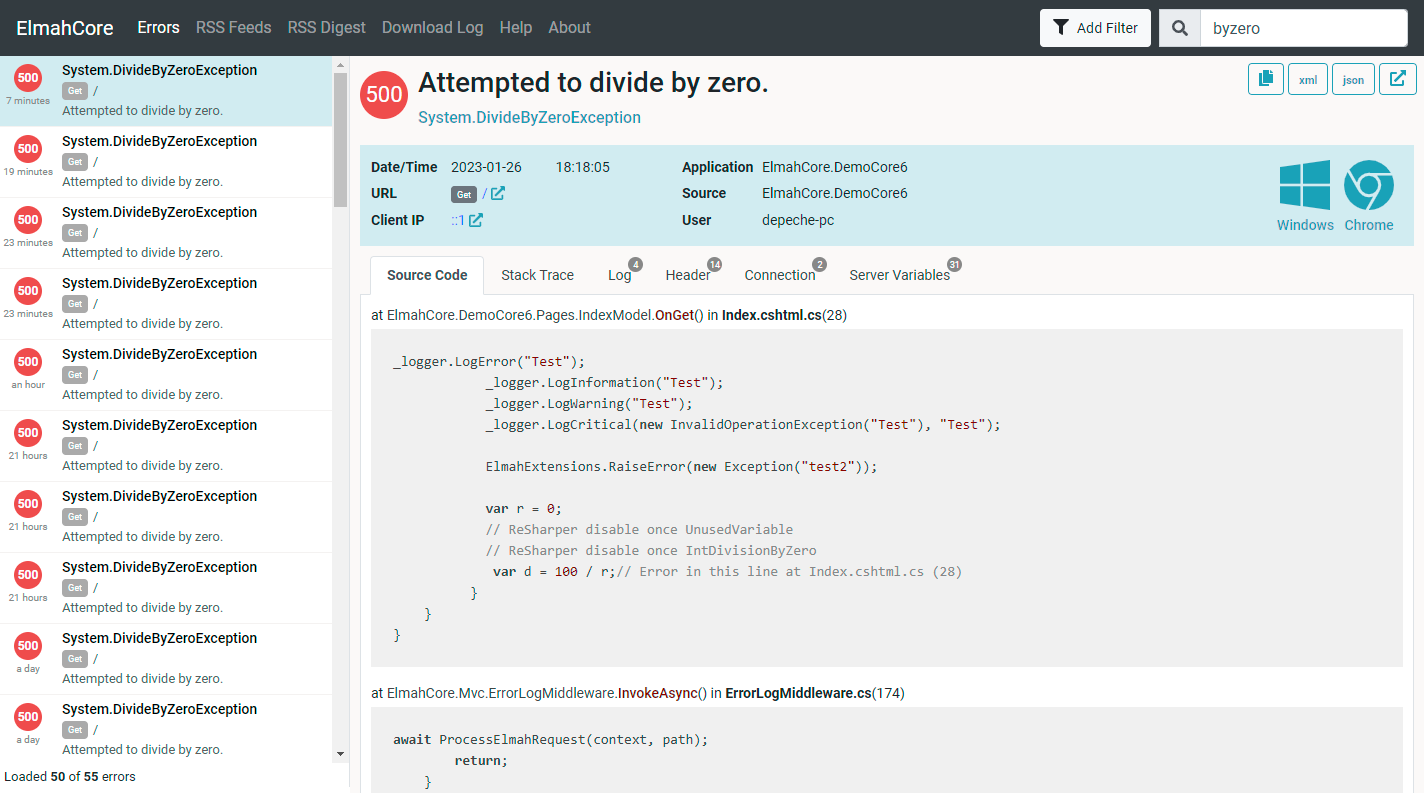 ElmahCore Errors RSS Feeds RSS Digest Download Log Help About Add Filter byzero
500 System.DivideByZeroException
7 minutes Get /
Attempted to divide by zero.
500 System.DivideByZeroException
19 minutes Get /
Attempted to divide by zero.
500 System.DivideByZeroException
23 minutes Get /
Attempted to divide by zero.
500 System.DivideByZeroException
23 minutes Get /
Attempted to divide by zero.
500 System.DivideByZeroException
an hour Get /
Attempted to divide by zero.
500 System.DivideByZeroException
21 hours Get /
Attempted to divide by zero.
500 System.DivideByZeroException
21 hours Get /
Attempted to divide by zero.
500 System.DivideByZeroException
21 hours Get /
Attempted to divide by zero.
500 System.DivideByZeroException
a day Get /
Attempted to divide by zero.
500 System.DivideByZeroException
a day Get /
Attempted to divide by zero.
Loaded 50 of 55 errors
500 Attempted to divide by zero. xml json
System.DivideByZeroException
Date/Time 2023-01-26 18:18:05 Application ElmahCore.DemoCore6
URL Get / Source ElmahCore.DemoCore6
Client IP ::1 User depeche-pc
Windows Chrome
Source Code Stack Trace Log 4 Header 14 Connection 2 Server Variables 31
at ElmahCore.DemoCore6.Pages.IndexModel.OnGet() in Index.cshtml.cs(28)
_logger.LogError("Test");
_logger.LogInformation("Test");
_logger.LogWarning("Test");
_logger.LogCritical(new InvalidOperationException("Test"), "Test");
ElmahExtensions.RaiseError(new Exception("test2"));
var r = 0;
// ReSharper disable once UnusedVariable
// ReSharper disable once IntDivisionByZero
var d = 100 / r;// Error in this line at Index.cshtml.cs (28)
}
}
}
at ElmahCore.Mvc.ErrorLogMiddleware.InvokeAsync() in ErrorLogMiddleware.cs(174)
await ProcessElmahRequest(context, path);
return;
}